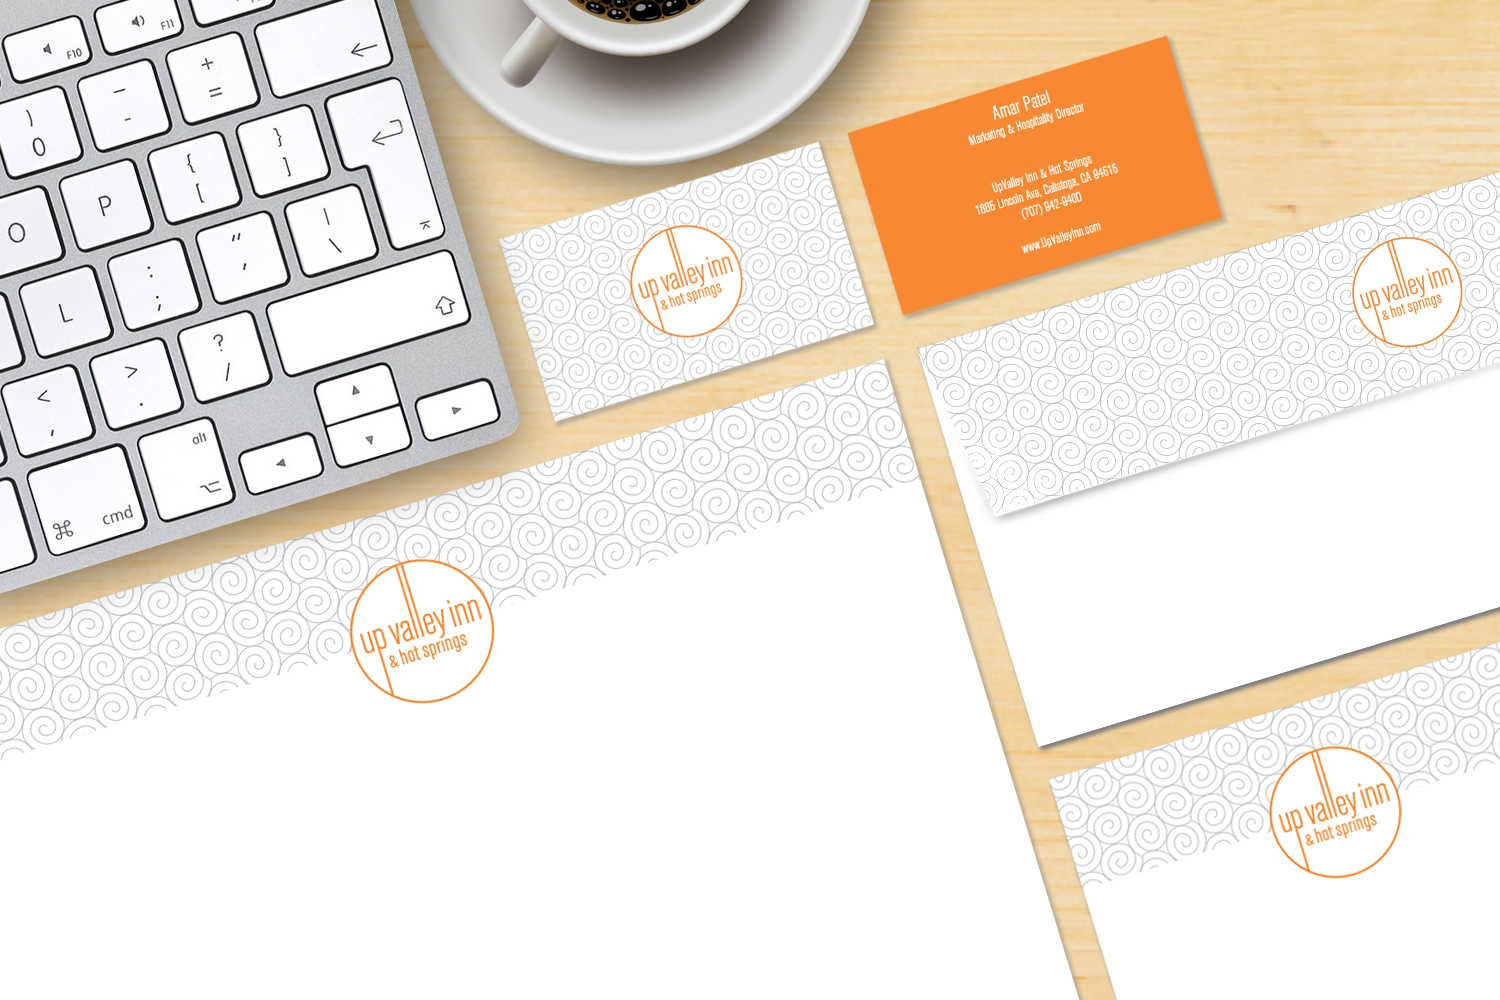 F10
F11
)
0
–
-
+
=
O
P
{
[
}
]
L
:
;
“
‘
|
\
<
,
>
.
?
/
alt
cmd
Amar Patel
Marketing & Hospitality Director
UpValley Inn & Hot Springs
1865 Lincoln Ave, Calistoga, CA 94515
(707) 942-9400
www.UpValleyInn.com
up valley inn
& hot springs
up valley inn
& hot springs
up valley inn
& hot springs
up valley inn
& hot springs